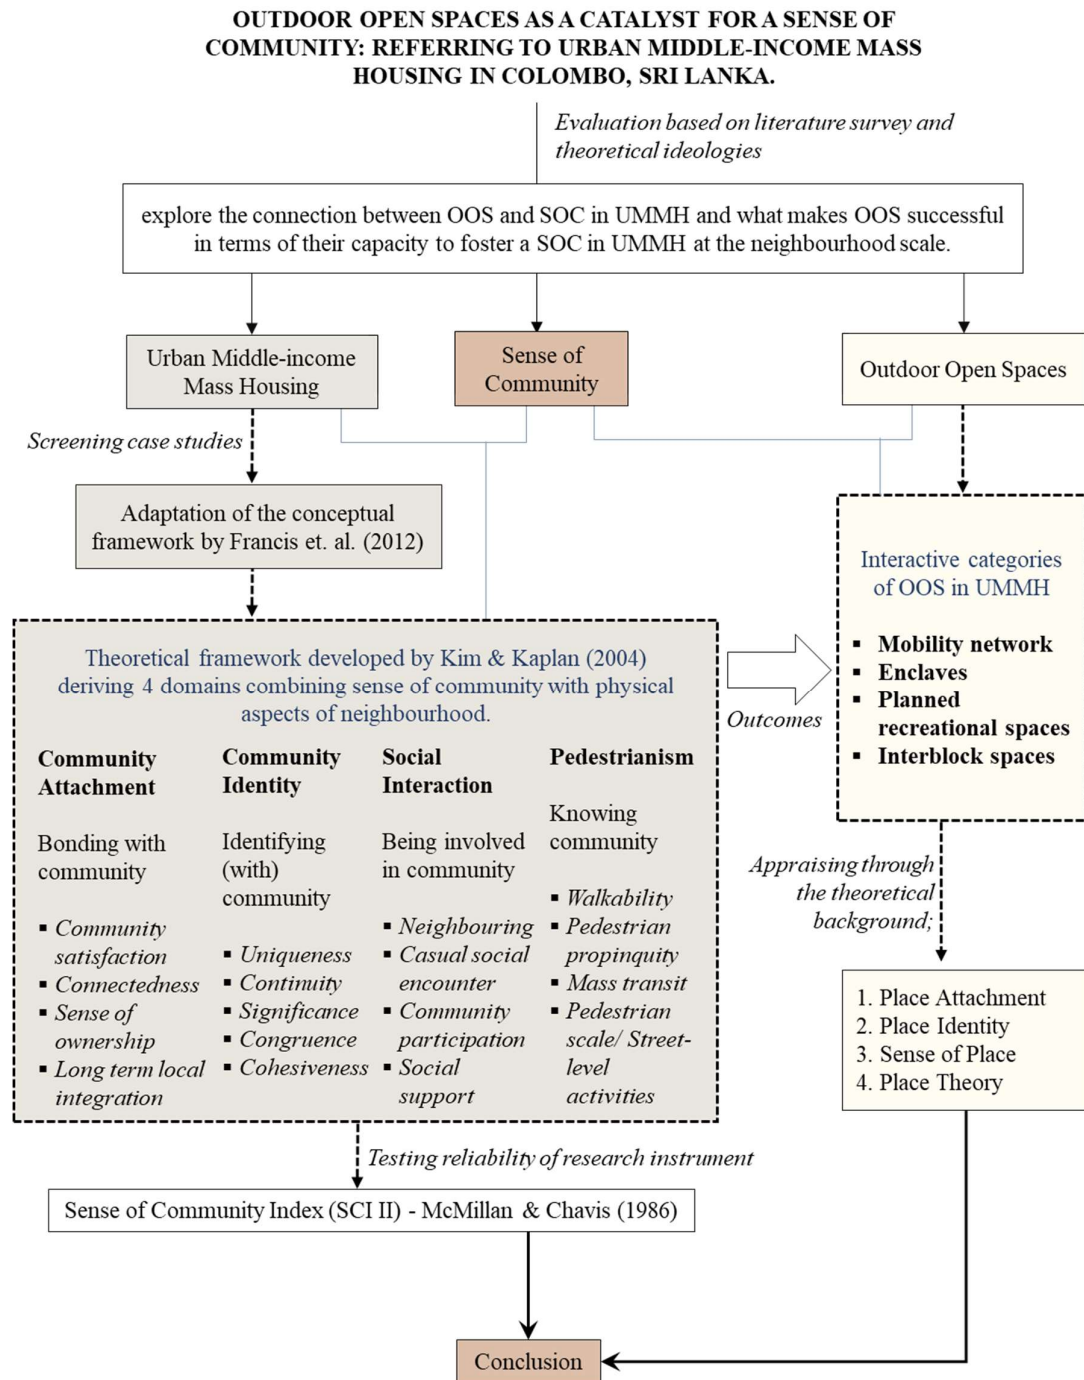 OUTDOOR OPEN SPACES AS A CATALYST FOR A SENSE OF
COMMUNITY: REFERRING TO URBAN MIDDLE-INCOME MASS
HOUSING IN COLOMBO, SRI LANKA.
Evaluation based on literature survey and
theoretical ideologies
explore the connection between OOS and SOC in UMMH and what makes OOS successful
in terms of their capacity to foster a SOC in UMMH at the neighbourhood scale.
Urban Middle-income
Mass Housing
Sense of
Community
Outdoor Open Spaces
Screening case studies
Adaptation of the conceptual
framework by Francis et. al. (2012)
Theoretical framework developed by Kim & Kaplan (2004)
deriving 4 domains combining sense of community with physical
aspects of neighbourhood.
Community
Attachment
Bonding with
community
▪ Community
satisfaction
▪ Connectedness
▪ Sense of
ownership
▪ Long term local
integration
Community
Identity
Identifying
(with)
community
▪ Uniqueness
▪ Continuity
▪ Significance
▪ Congruence
▪ Cohesiveness
Social
Interaction
Being involved
in community
▪ Neighbouring
▪ Casual social
encounter
▪ Community
participation
▪ Social
support
Pedestrianism
Knowing
community
▪ Walkability
▪ Pedestrian
propinquity
▪ Mass transit
▪ Pedestrian
scale/ Street-
level
activities
Outcomes
Interactive categories
of OOS in UMMH
▪ Mobility network
▪ Enclaves
▪ Planned
recreational spaces
▪ Interblock spaces
Appraising through
the theoretical
background;
1. Place Attachment
2. Place Identity
3. Sense of Place
4. Place Theory
Testing reliability of research instrument
Sense of Community Index (SCI II) - McMillan & Chavis (1986)
Conclusion